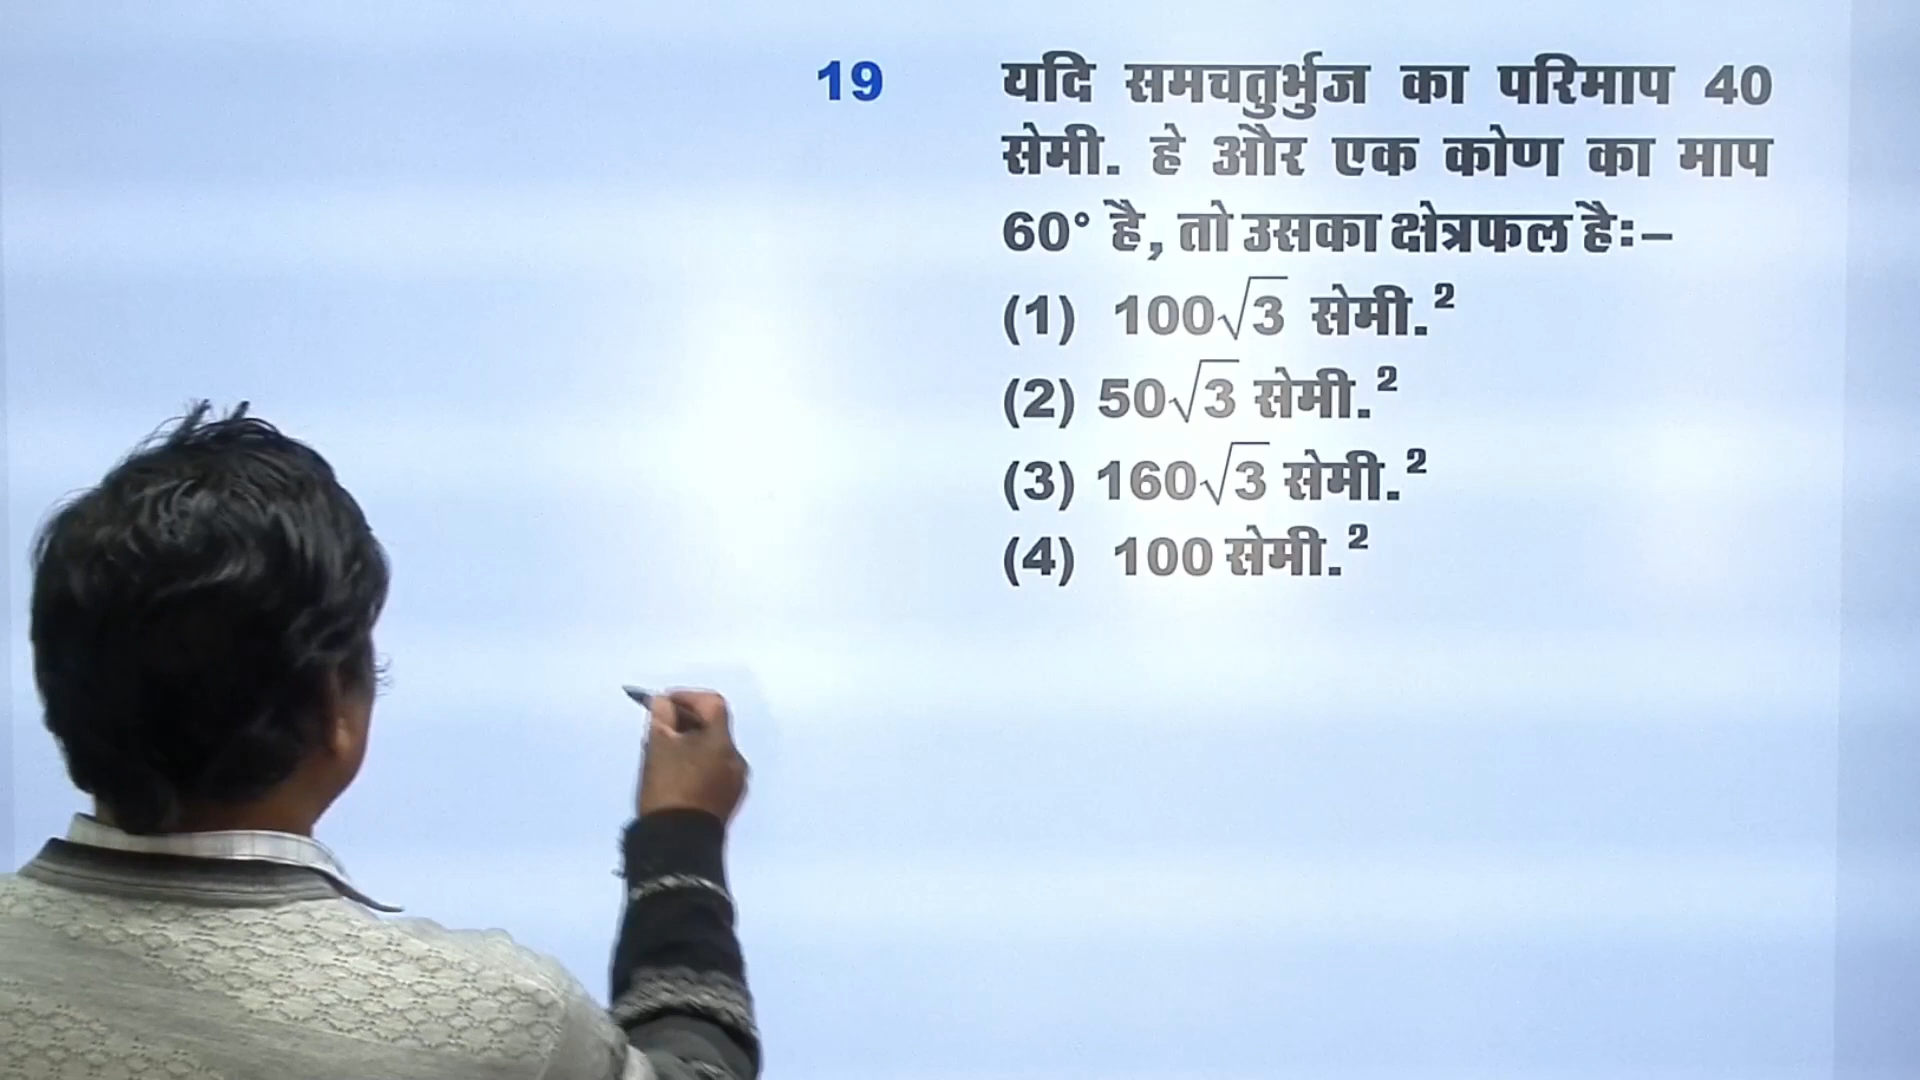 19 यदि समचतुर्भुज का परिमाप 40
सेमी. हे और एक कोण का माप
60° है, तो उसका क्षेत्रफल है:–
(1) 100√3 सेमी.²
(2) 50√3 सेमी.²
(3) 160√3 सेमी.²
(4) 100 सेमी.²